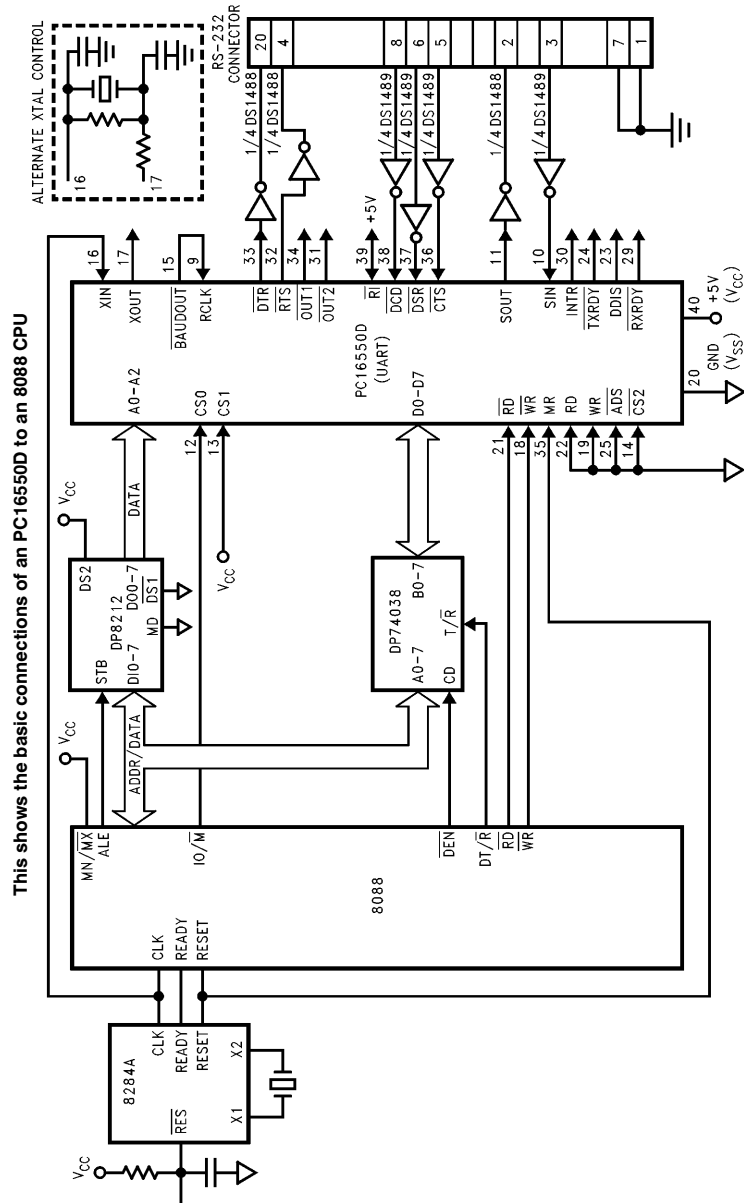 This shows the basic connections of an PC16550D to an 8088 CPU
ALTERNATE XTAL CONTROL
16
17
RS-232
CONNECTOR
20
4
8
6
5
2
3
7
1
1/4 DS1488
1/4 DS1488
1/4 DS1489
1/4 DS1489
1/4 DS1489
1/4 DS1488
1/4 DS1489
VCC
8284A
RES
X1
X2
CLK
READY
RESET
CLK
READY
RESET
8088
MN/MX
ALE
IO/M
DEN
DT/R
RD
WR
VCC
ADDR/DATA
STB
DS2
DP8212
DI0-7
DO0-7
MD
DS1
VCC
DATA
VCC
DP74038
A0-7
B0-7
CD
T/R
PC16550D
(UART)
A0-A2
12
CS0
13
CS1
D0-D7
21
RD
18
WR
35
MR
22
RD
19
WR
25
ADS
14
CS2
XIN
16
XOUT
17
BAUDOUT
15
RCLK
9
DTR
33
RTS
32
OUT1
34
OUT2
31
RI
39
+5V
DCD
38
DSR
37
CTS
36
SOUT
11
SIN
10
INTR
30
TXRDY
24
DDIS
23
RXRDY
29
20
GND
(VSS)
40
+5V
(VCC)